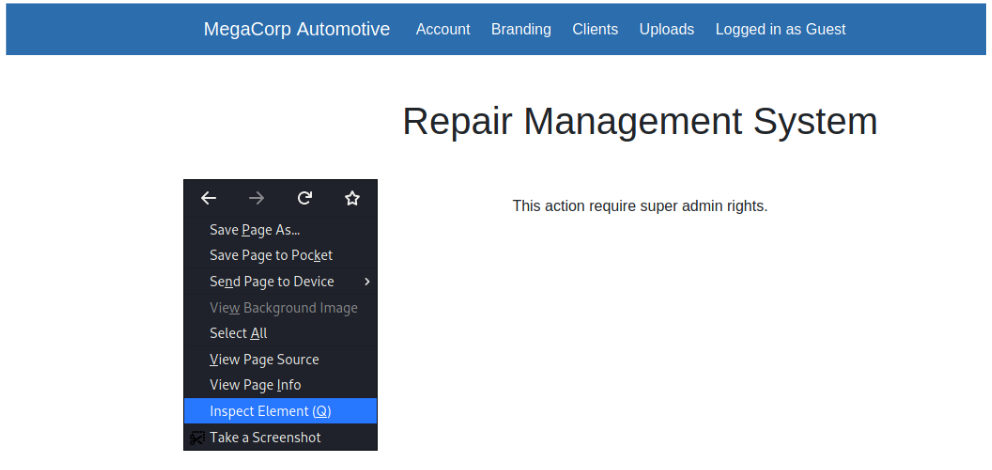 MegaCorp Automotive Account Branding Clients Uploads Logged in as Guest
Repair Management System
This action require super admin rights.
Save Page As...
Save Page to Pocket
Send Page to Device
View Background Image
Select All
View Page Source
View Page Info
Inspect Element (Q)
Take a Screenshot